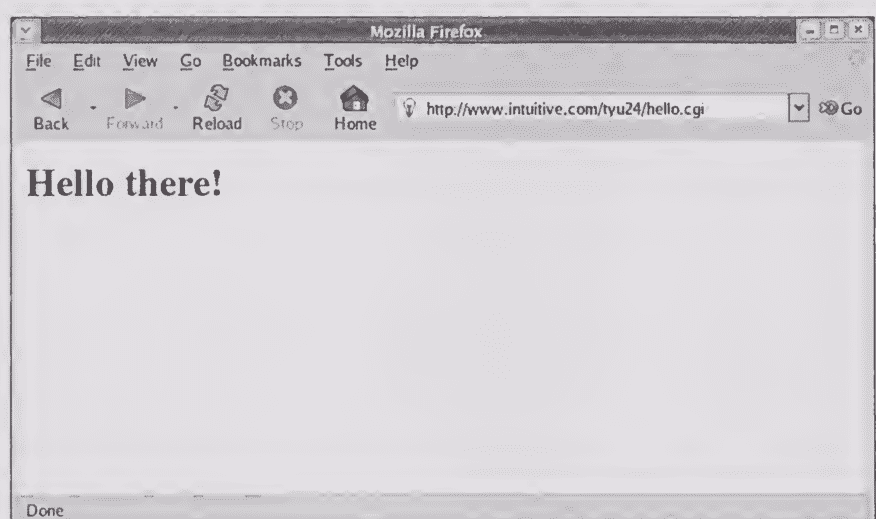 Mozilla Firefox
File Edit View Go Bookmarks Tools Help
Back Forward Reload Stop Home http://www.intuitive.com/tyu24/hello.cgi Go
Hello there!
Done